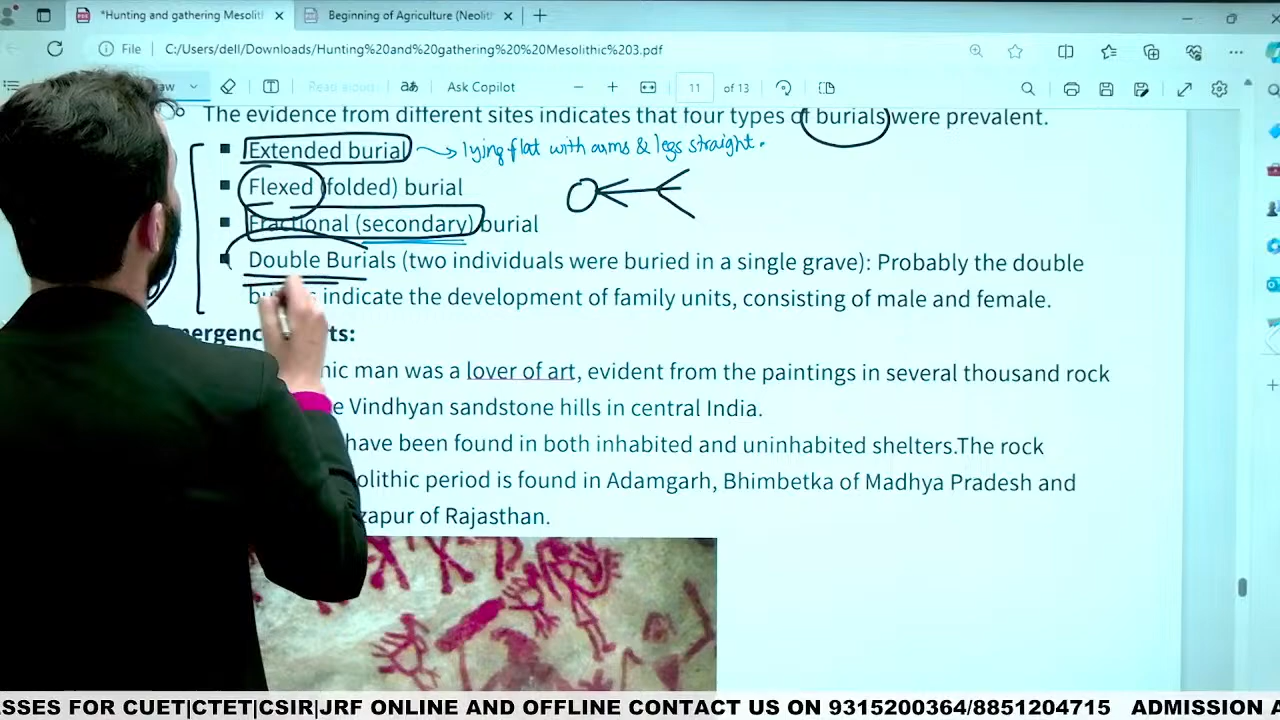 *Hunting and gathering Mesolit
Beginning of Agriculture (Neolith
File
C:/Users/dell/Downloads/Hunting%20and%20gathering%20%20Mesolithic%203.pdf
Read aloud
Ask Copilot
11 of 13
The evidence from different sites indicates that four types of burials were prevalent.
Extended burial lying flat with arms & legs straight.
Flexed (folded) burial
Fractional (secondary) burial
Double Burials (two individuals were buried in a single grave): Probably the double
indicate the development of family units, consisting of male and female.
man was a lover of art, evident from the paintings in several thousand rock
Vindhyan sandstone hills in central India.
have been found in both inhabited and uninhabited shelters.The rock
period is found in Adamgarh, Bhimbetka of Madhya Pradesh and
of Rajasthan.
FOR CUET|CTET|CSIR|JRF ONLINE AND OFFLINE CONTACT US ON 9315200364/8851204715 ADMISSION